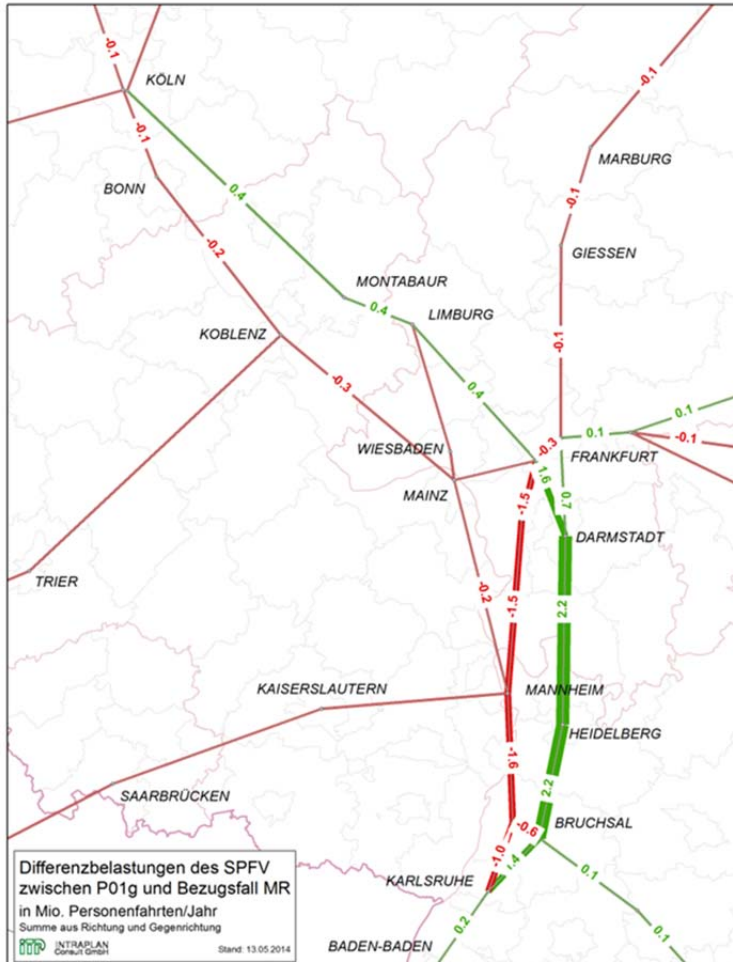 -0.1
KÖLN
-0.1
-0.1
MARBURG
BONN
0.4
-0.1
-0.2
GIESSEN
MONTABAUR
0.4
LIMBURG
KOBLENZ
0.4
-0.1
-0.3
0.1
0.1
-0.1
WIESBADEN
-0.3
FRANKFURT
MAINZ
-1.5
1.6
0.7
DARMSTADT
TRIER
-0.2
-1.5
2.2
KAISERSLAUTERN
MANNHEIM
HEIDELBERG
-1.6
SAARBRÜCKEN
2.2
BRUCHSAL
-0.6
-1.0
1.4
KARLSRUHE
0.1
0.2
0.1
BADEN-BADEN
Differenzbelastungen des SPFV
zwischen P01g und Bezugsfall MR
in Mio. Personenfahrten/Jahr
Summe aus Richtung und Gegenrichtung
itp INTRAPLAN
Consult GmbH
Stand: 13.05.2014